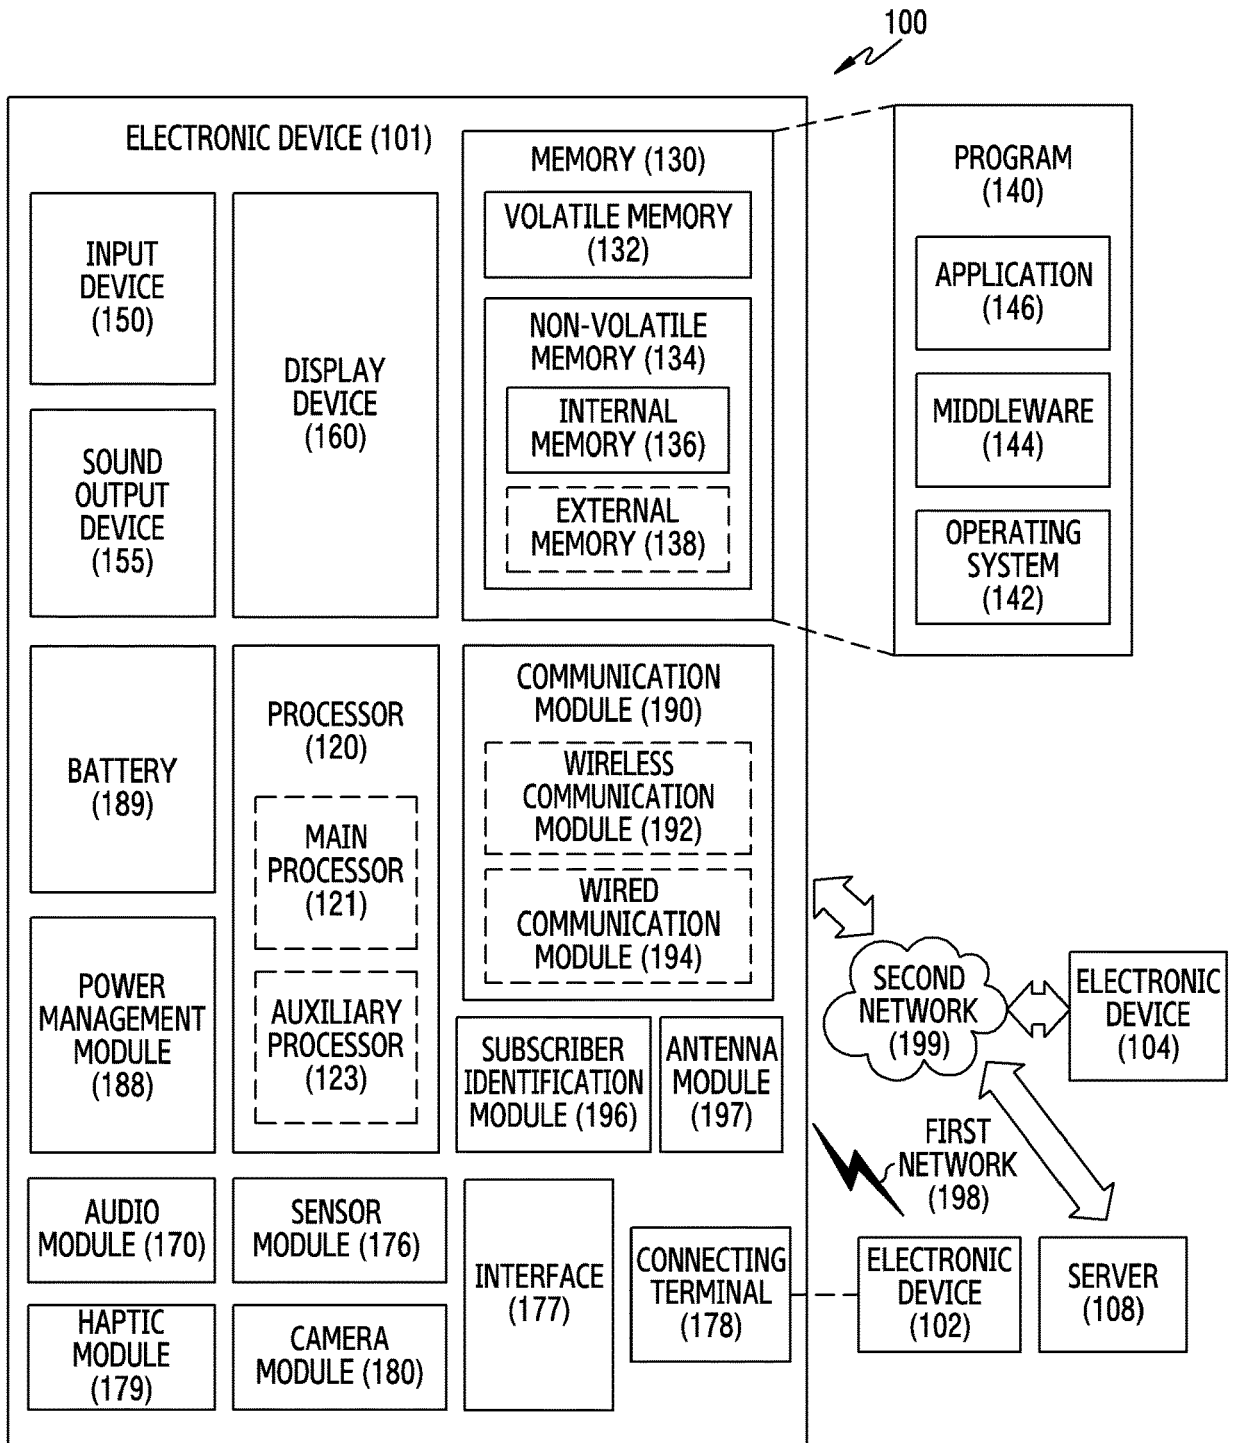 100
ELECTRONIC DEVICE (101)
INPUT
DEVICE
(150)
DISPLAY
DEVICE
(160)
SOUND
OUTPUT
DEVICE
(155)
MEMORY (130)
VOLATILE MEMORY
(132)
NON-VOLATILE
MEMORY (134)
INTERNAL
MEMORY (136)
EXTERNAL
MEMORY (138)
PROGRAM
(140)
APPLICATION
(146)
MIDDLEWARE
(144)
OPERATING
SYSTEM
(142)
BATTERY
(189)
POWER
MANAGEMENT
MODULE
(188)
PROCESSOR
(120)
MAIN
PROCESSOR
(121)
AUXILIARY
PROCESSOR
(123)
COMMUNICATION
MODULE (190)
WIRELESS
COMMUNICATION
MODULE (192)
WIRED
COMMUNICATION
MODULE (194)
SUBSCRIBER
IDENTIFICATION
MODULE (196)
ANTENNA
MODULE
(197)
SECOND
NETWORK
(199)
ELECTRONIC
DEVICE
(104)
FIRST
NETWORK
(198)
AUDIO
MODULE (170)
SENSOR
MODULE (176)
HAPTIC
MODULE
(179)
CAMERA
MODULE (180)
INTERFACE
(177)
CONNECTING
TERMINAL
(178)
ELECTRONIC
DEVICE
(102)
SERVER
(108)